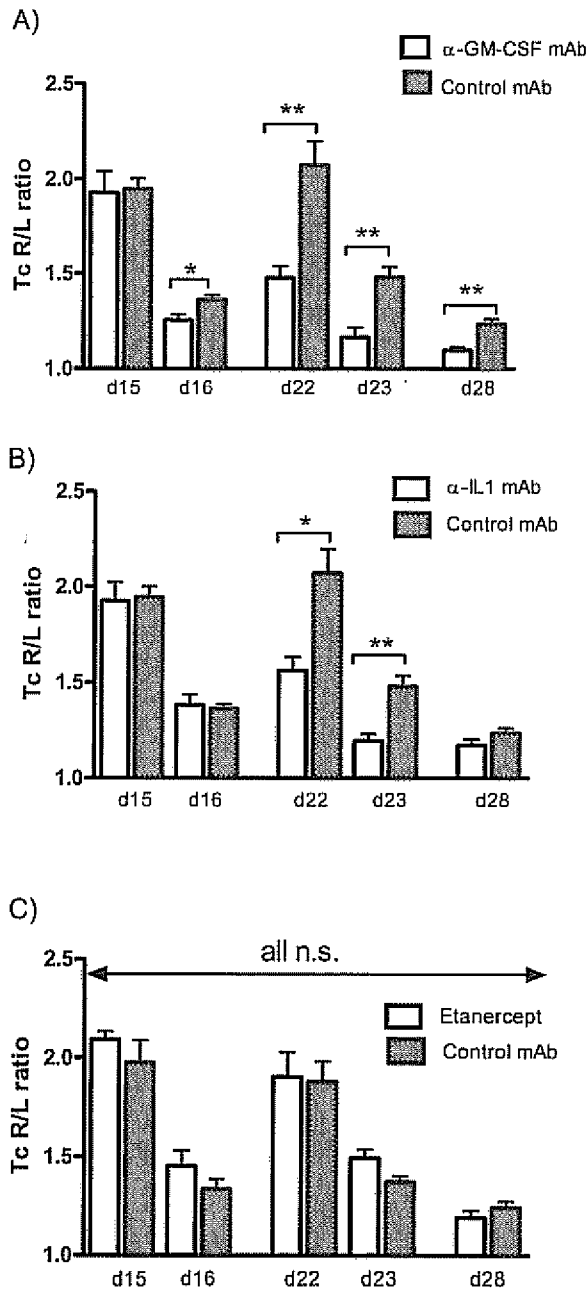 A)
α-GM-CSF mAb
Control mAb
Tc R/L ratio
2.5
2.0
1.5
1.0
*
**
**
**
d15 d16 d22 d23 d28
B)
α-IL1 mAb
Control mAb
Tc R/L ratio
2.5
2.0
1.5
1.0
*
**
d15 d16 d22 d23 d28
C)
all n.s.
Etanercept
Control mAb
Tc R/L ratio
2.5
2.0
1.5
1.0
d15 d16 d22 d23 d28